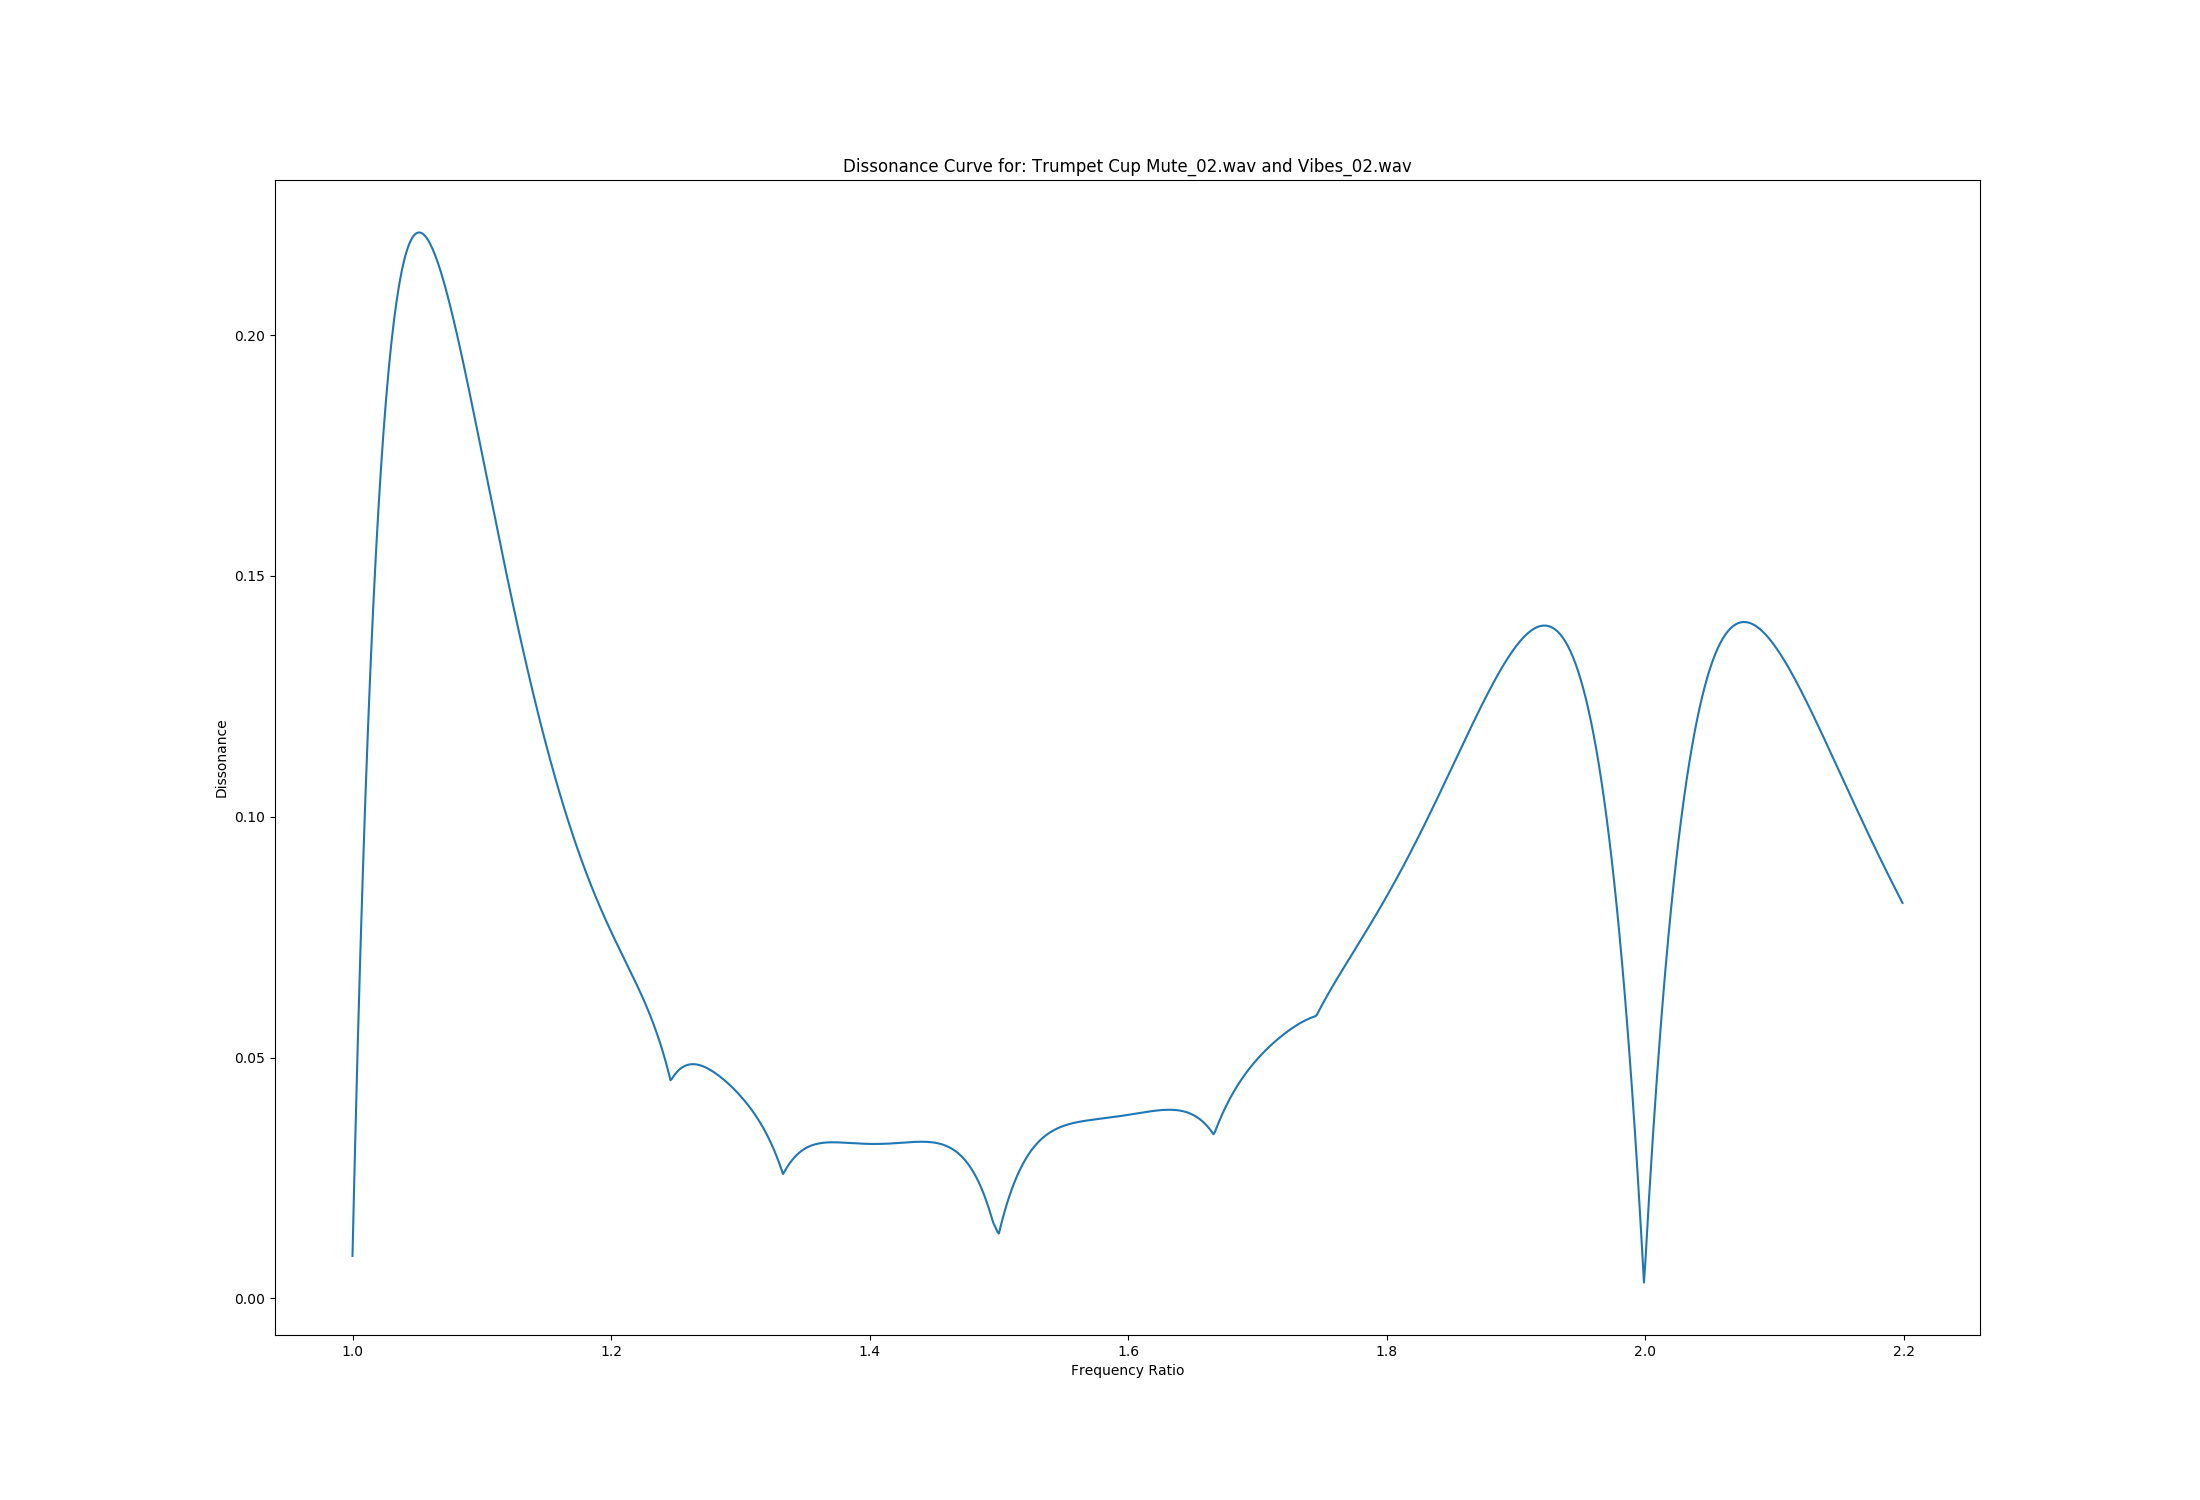 Dissonance Curve for: Trumpet Cup Mute_02.wav and Vibes_02.wav
0.20
0.15
0.10
0.05
0.00
Dissonance
1.0 1.2 1.4 1.6 1.8 2.0 2.2
Frequency Ratio